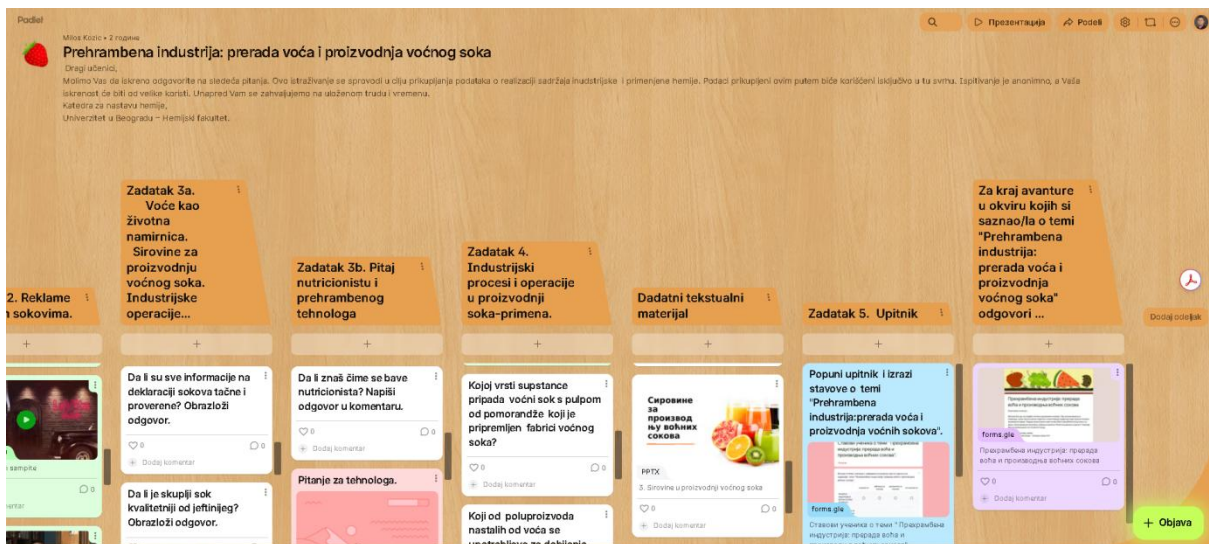 Padlet
Презентација
Podeli
Milos Kozic • 2 године
Prehrambena industrija: prerada voća i proizvodnja voćnog soka
Dragi učenici,
Molimo Vas da iskreno odgovorite na sledeća pitanja. Ovo istraživanje se sprovodi u cilju prikupljanja podataka o realizaciji sadržaja inudstrijske i primenjene hemije. Podaci prikupljeni ovim putem biće korišćeni isključivo u tu svrhu. Ispitivanje je anonimno, a Vaša
iskrenost će biti od velike koristi. Unapred Vam se zahvaljujemo na uloženom trudu i vremenu.
Katedra za nastavu hemije,
Univerzitet u Beogradu – Hemijski fakultet.
2. Reklame
sokovima.
sampite
0
Zadatak 3a.
Voće kao
životna
namirnica.
Sirovine za
proizvodnju
voćnog soka.
Industrijske
operacije...
Da li su sve informacije na
deklaraciji sokova tačne i
proverene? Obrazloži
odgovor.
0
0
Dodaj komentar
Da li je skuplji sok
kvalitetniji od jeftinijeg?
Obrazloži odgovor.
Zadatak 3b. Pitaj
nutricionistu i
prehrambenog
tehnologa
Da li znaš čime se bave
nutricionista? Napiši
odgovor u komentaru.
0
0
Dodaj komentar
Pitanje za tehnologa.
Zadatak 4.
Industrijski
procesi i operacije
u proizvodnji
soka-primena.
Kojoj vrsti supstance
pripada voćni sok s pulpom
od pomorandže koji je
pripremljen fabrici voćnog
soka?
0
0
Dodaj komentar
Koji od poluproizvoda
nastalih od voća se
upotrebljava za dobijanje
Dadatni tekstualni
materijal
Сировине
за
производ
њу воћних
сокова
PPTX
3. Sirovine u proizvodnji voćnog soka
0
0
Dodaj komentar
Zadatak 5. Upitnik
Popuni upitnik i izrazi
stavove o temi
"Prehrambena
industrija:prerada voća i
proizvodnja voćnih sokova".
forms.gle
Ставови ученика о теми " Прехрамбена
индустрија: прерада воћа и
Za kraj avanture
u okviru kojih si
saznao/la o temi
"Prehrambena
industrija:
prerada voća i
proizvodnja
voćnog soka"
odgovori ...
forms.gle
Прехрамбена индустрија: прерада
воћа и производња воћних сокова
0
0
Dodaj komentar
Dodaj odeljak
+ Objava